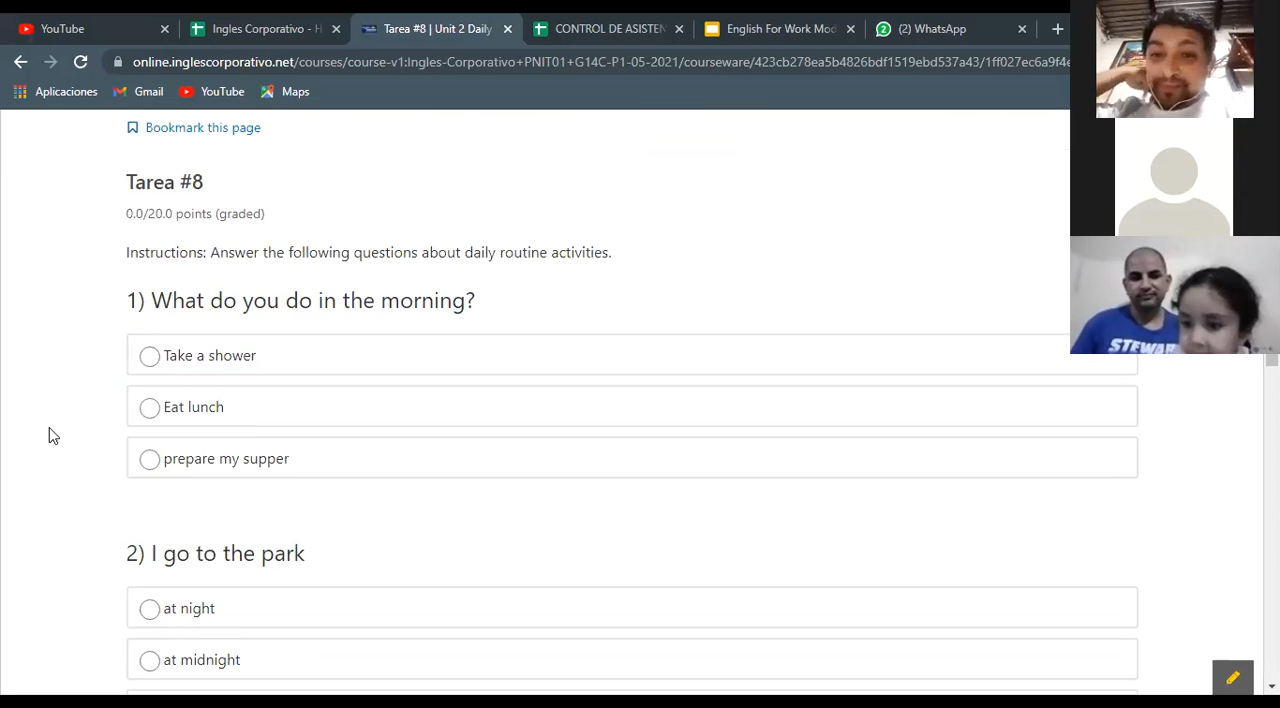 YouTube
Ingles Corporativo - H
Tarea #8 | Unit 2 Daily
CONTROL DE ASISTEN
English For Work Mod
(2) WhatsApp
online.inglescorporativo.net/courses/course-v1:Ingles-Corporativo+PNIT01+G14C-P1-05-2021/courseware/423cb278ea5b4826bdf1519ebd537a43/1ff027ec6a9f4e
Aplicaciones
Gmail
YouTube
Maps
Bookmark this page
Tarea #8
0.0/20.0 points (graded)
Instructions: Answer the following questions about daily routine activities.
1) What do you do in the morning?
Take a shower
Eat lunch
prepare my supper
STEWAR
2) I go to the park
at night
at midnight